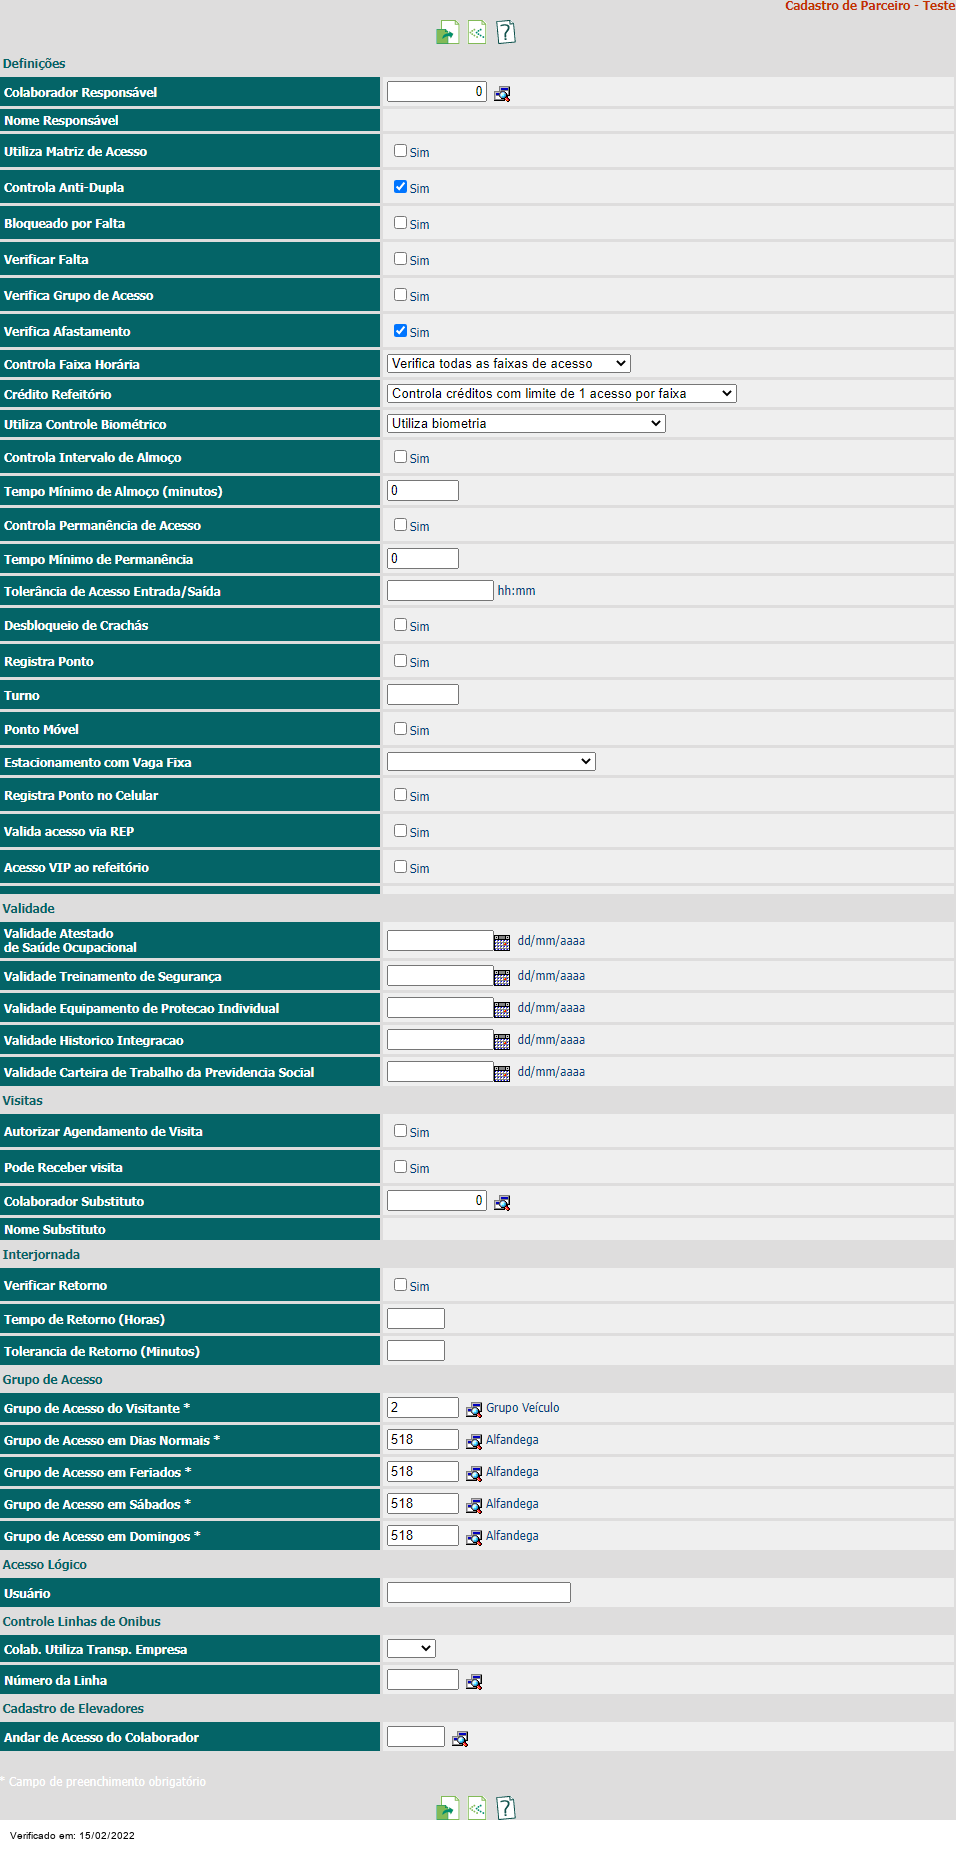 Cadastro de Parceiro - Teste
Definições
Colaborador Responsável 0
Nome Responsável
Utiliza Matriz de Acesso Sim
Controla Anti-Dupla Sim
Bloqueado por Falta Sim
Verificar Falta Sim
Verifica Grupo de Acesso Sim
Verifica Afastamento Sim
Controla Faixa Horária Verifica todas as faixas de acesso
Crédito Refeitório Controla créditos com limite de 1 acesso por faixa
Utiliza Controle Biométrico Utiliza biometria
Controla Intervalo de Almoço Sim
Tempo Mínimo de Almoço (minutos) 0
Controla Permanência de Acesso Sim
Tempo Mínimo de Permanência 0
Tolerância de Acesso Entrada/Saída hh:mm
Desbloqueio de Crachás Sim
Registra Ponto Sim
Turno
Ponto Móvel Sim
Estacionamento com Vaga Fixa
Registra Ponto no Celular Sim
Valida acesso via REP Sim
Acesso VIP ao refeitório Sim
Validade
Validade Atestado
de Saúde Ocupacional dd/mm/aaaa
Validade Treinamento de Segurança dd/mm/aaaa
Validade Equipamento de Protecao Individual dd/mm/aaaa
Validade Historico Integracao dd/mm/aaaa
Validade Carteira de Trabalho da Previdencia Social dd/mm/aaaa
Visitas
Autorizar Agendamento de Visita Sim
Pode Receber visita Sim
Colaborador Substituto 0
Nome Substituto
Interjornada
Verificar Retorno Sim
Tempo de Retorno (Horas)
Tolerancia de Retorno (Minutos)
Grupo de Acesso
Grupo de Acesso do Visitante * 2 Grupo Veículo
Grupo de Acesso em Dias Normais * 518 Alfandega
Grupo de Acesso em Feriados * 518 Alfandega
Grupo de Acesso em Sábados * 518 Alfandega
Grupo de Acesso em Domingos * 518 Alfandega
Acesso Lógico
Usuário
Controle Linhas de Onibus
Colab. Utiliza Transp. Empresa
Número da Linha
Cadastro de Elevadores
Andar de Acesso do Colaborador
* Campo de preenchimento obrigatório
Verificado em: 15/02/2022